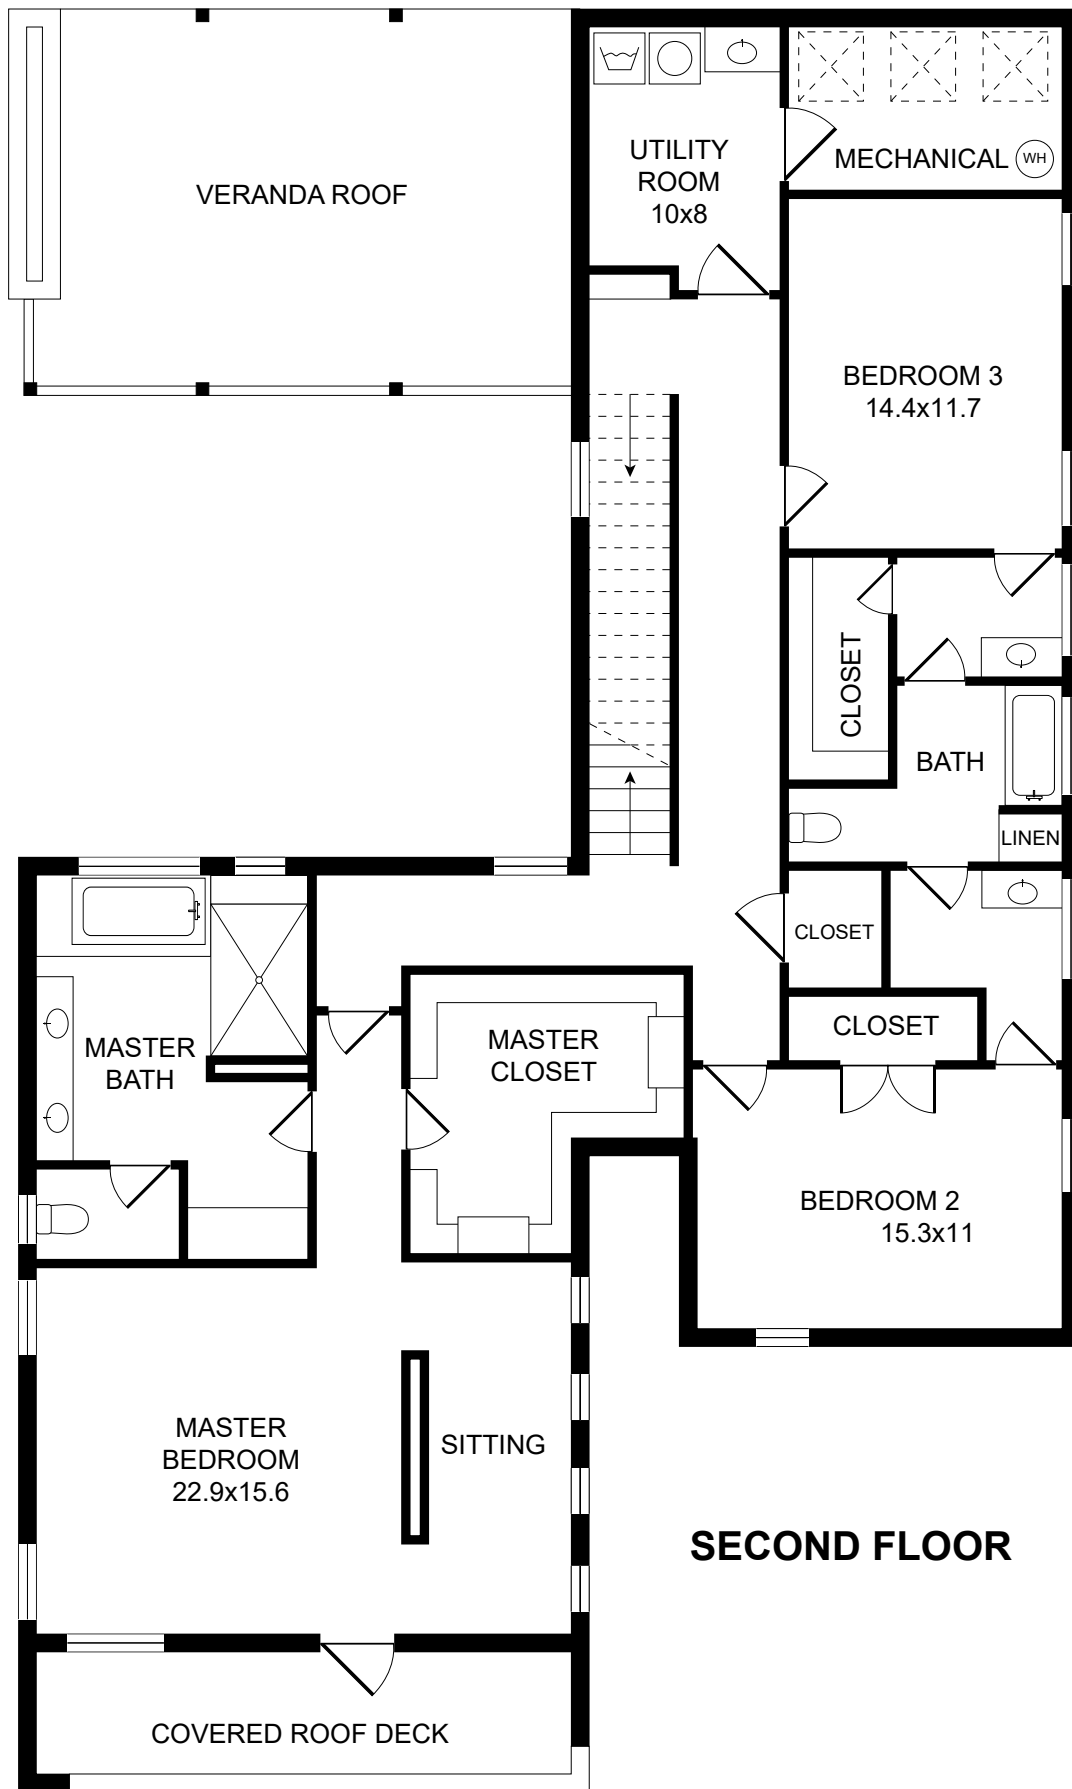 UTILITY
ROOM
10x8
MECHANICAL
WH
VERANDA ROOF
BEDROOM 3
14.4x11.7
CLOSET
BATH
LINEN
CLOSET
CLOSET
MASTER
BATH
MASTER
CLOSET
BEDROOM 2
15.3x11
MASTER
BEDROOM
22.9x15.6
SITTING
SECOND FLOOR
COVERED ROOF DECK